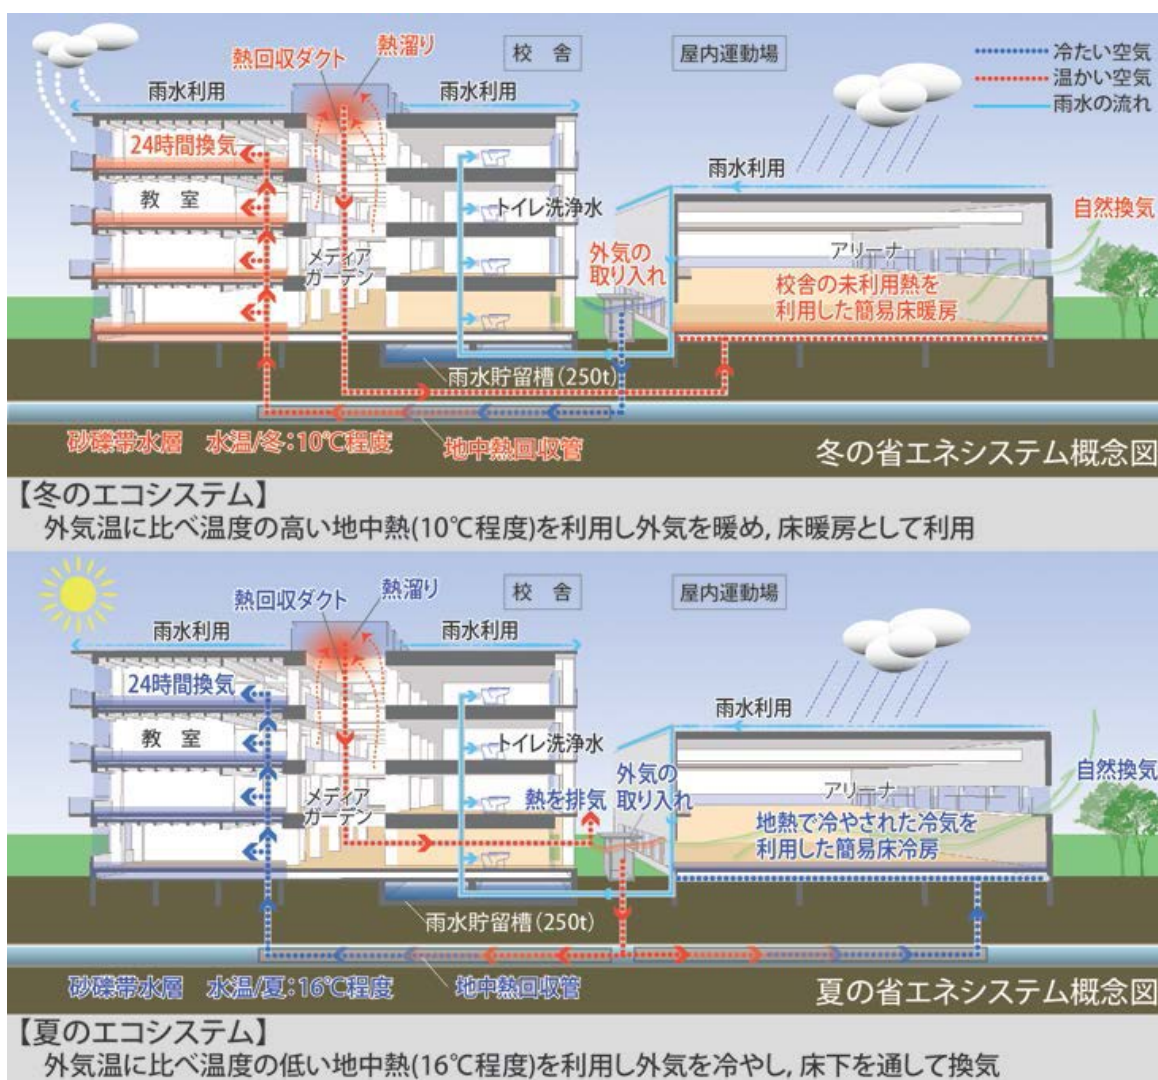 熱回収ダクト
熱溜り
校 舎
屋内運動場
冷たい空気
温かい空気
雨水の流れ
雨水利用
雨水利用
24時間換気
雨水利用
教 室
トイレ洗浄水
自然換気
メディア
ガーデン
外気の
取り入れ
アリーナ
校舎の未利用熱を
利用した簡易床暖房
雨水貯留槽(250t)
砂礫帯水層 水温/冬:10℃程度
地中熱回収管
冬の省エネシステム概念図
【冬のエコシステム】
外気温に比べ温度の高い地中熱(10℃程度)を利用し外気を暖め, 床暖房として利用
熱回収ダクト
熱溜り
校 舎
屋内運動場
雨水利用
雨水利用
24時間換気
雨水利用
教 室
トイレ洗浄水
自然換気
メディア
ガーデン
熱を排気
外気の
取り入れ
アリーナ
地熱で冷やされた冷気を
利用した簡易床冷房
雨水貯留槽(250t)
砂礫帯水層 水温/夏:16℃程度
地中熱回収管
夏の省エネシステム概念図
【夏のエコシステム】
外気温に比べ温度の低い地中熱(16℃程度)を利用し外気を冷やし, 床下を通して換気